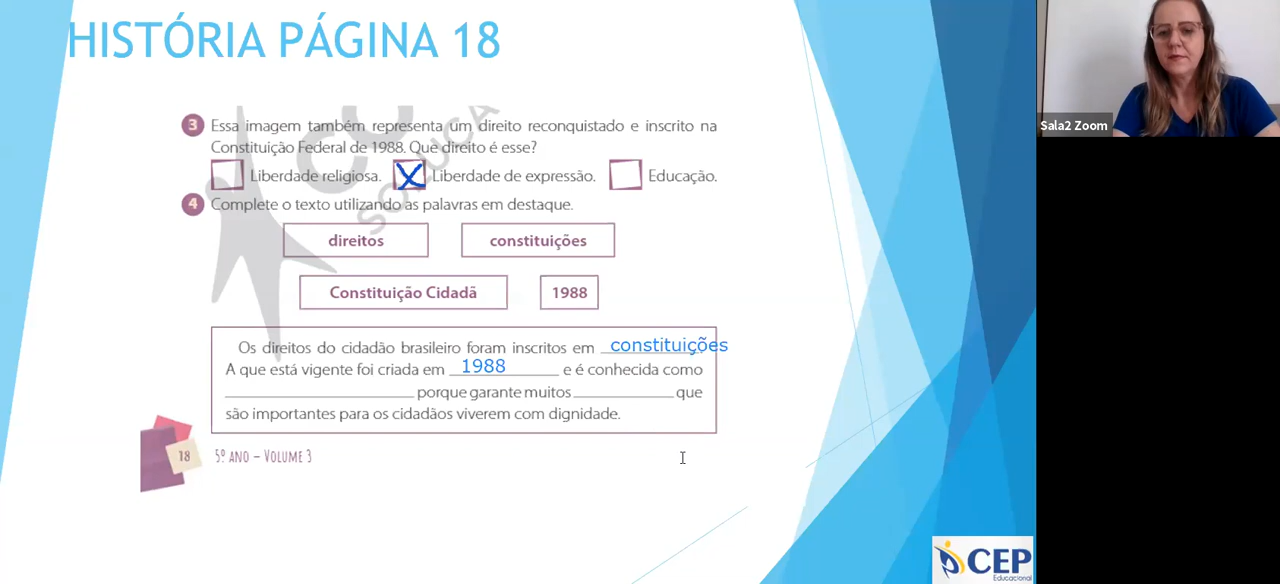 HISTÓRIA PÁGINA 18
3 Essa imagem também representa um direito reconquistado e inscrito na
Constituição Federal de 1988. Que direito é esse?
Liberdade religiosa. X Liberdade de expressão. Educação.
4 Complete o texto utilizando as palavras em destaque.
direitos constituições
Constituição Cidadã 1988
Os direitos do cidadão brasileiro foram inscritos em constituições
A que está vigente foi criada em 1988 e é conhecida como
porque garante muitos que
são importantes para os cidadãos viverem com dignidade.
18 5º ANO – VOLUME 3
Sala2 Zoom
CEP
Educacional